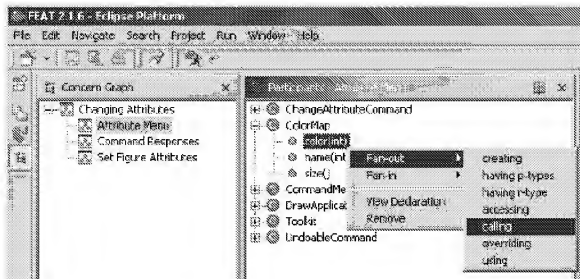 FEAT 2.1.6 - Eclipse Platform
File Edit Navigate Search Project Run Window Help
Concern Graph
Participants
Changing Attributes
Attribute Menu
Command Responses
Set Figure Attributes
ChangeAttributeCommand
ColorMap
color(int)
name(int
size()
CommandMe
DrawApplicat
Toolkit
UndoableCommand
Fan-out
Fan-in
View Declaration
Remove
creating
having p-types
having r-type
accessing
calling
overriding
using